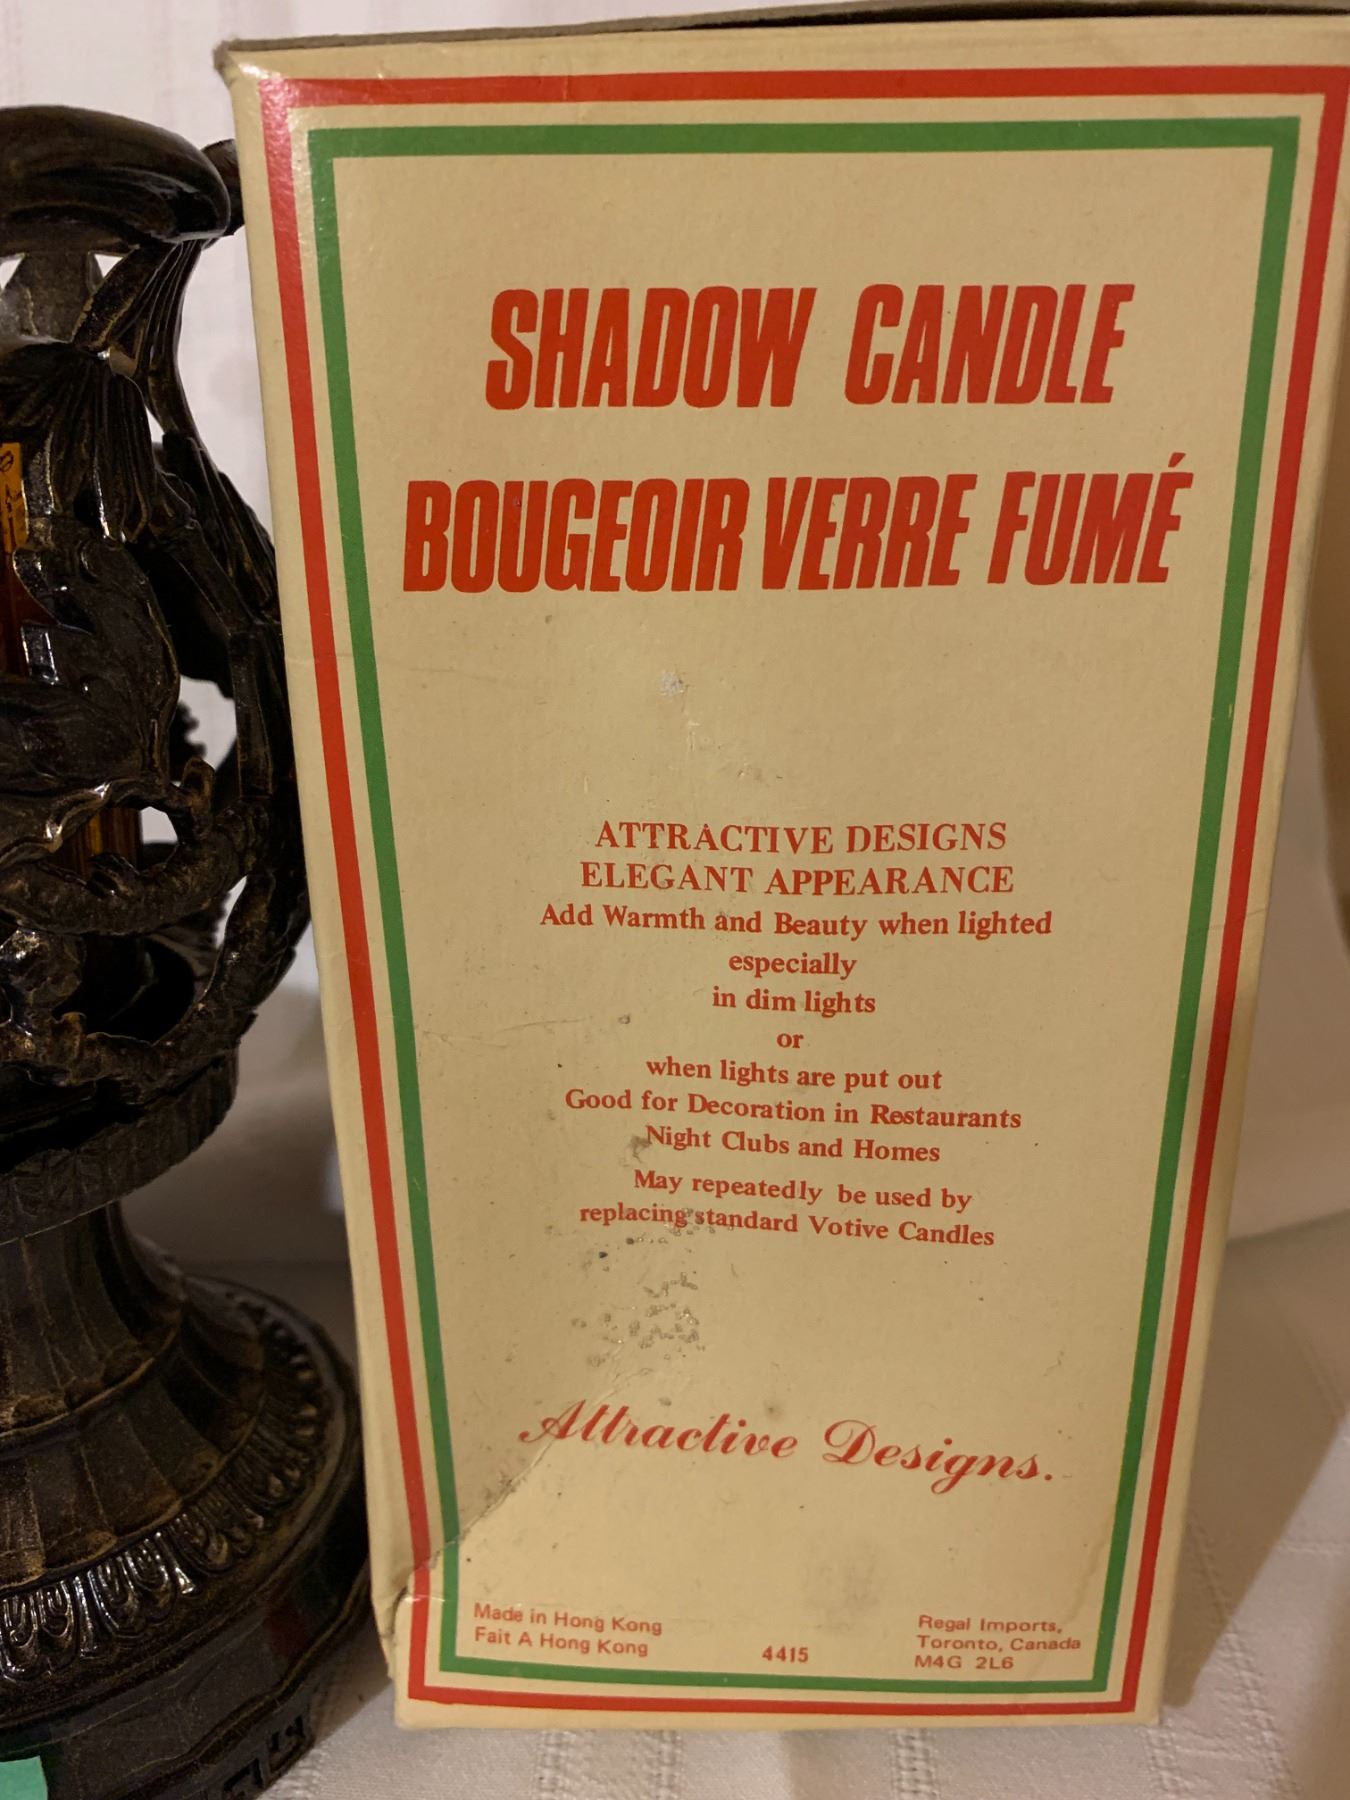 SHADOW CANDLE
BOUGEOIR VERRE FUMÉ
ATTRACTIVE DESIGNS
ELEGANT APPEARANCE
Add Warmth and Beauty when lighted
especially
in dim lights
or
when lights are put out
Good for Decoration in Restaurants
Night Clubs and Homes
May repeatedly be used by
replacing standard Votive Candles
Attractive Designs.
Made in Hong Kong
Fait A Hong Kong
4415
Regal Imports,
Toronto, Canada
M4G 2L6